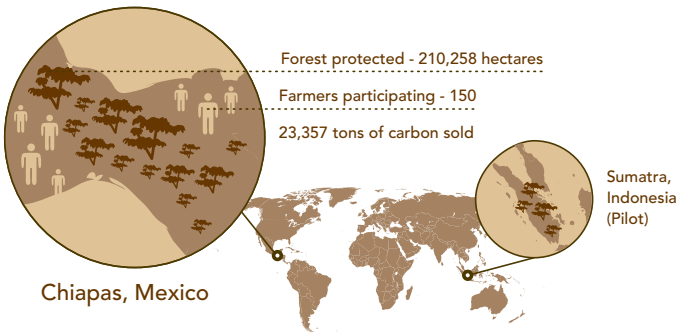 Forest protected - 210,258 hectares
Farmers participating - 150
23,357 tons of carbon sold
Sumatra,
Indonesia
(Pilot)
Chiapas, Mexico